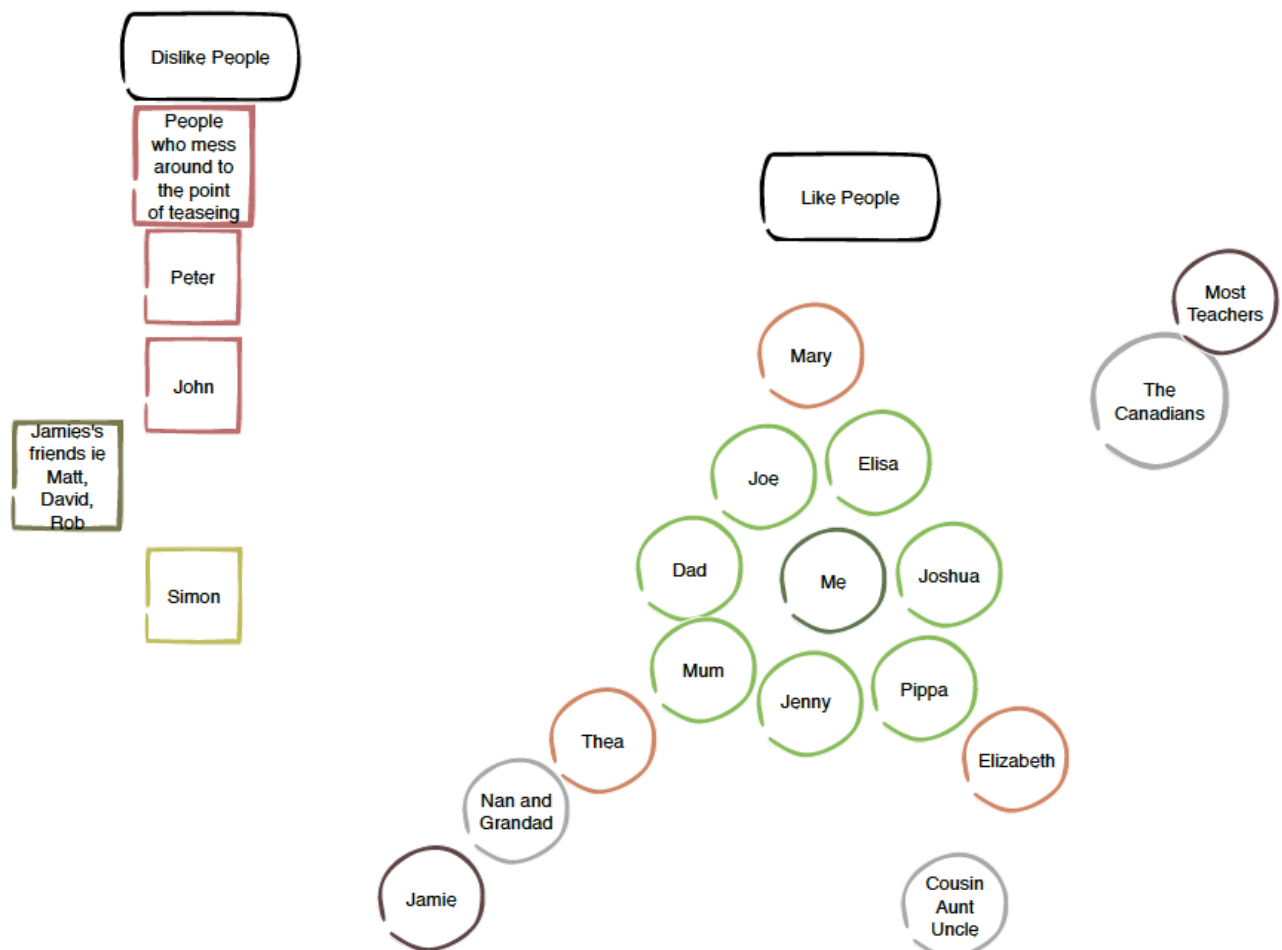 Dislike People
People
who mess
around to
the point
of teaseing
Peter
John
Jamies's
friends ie
Matt,
David,
Rob
Simon
Like People
Most
Teachers
The
Canadians
Mary
Elisa
Joe
Dad
Me
Joshua
Mum
Jenny
Pippa
Thea
Elizabeth
Nan and
Grandad
Jamie
Cousin
Aunt
Uncle